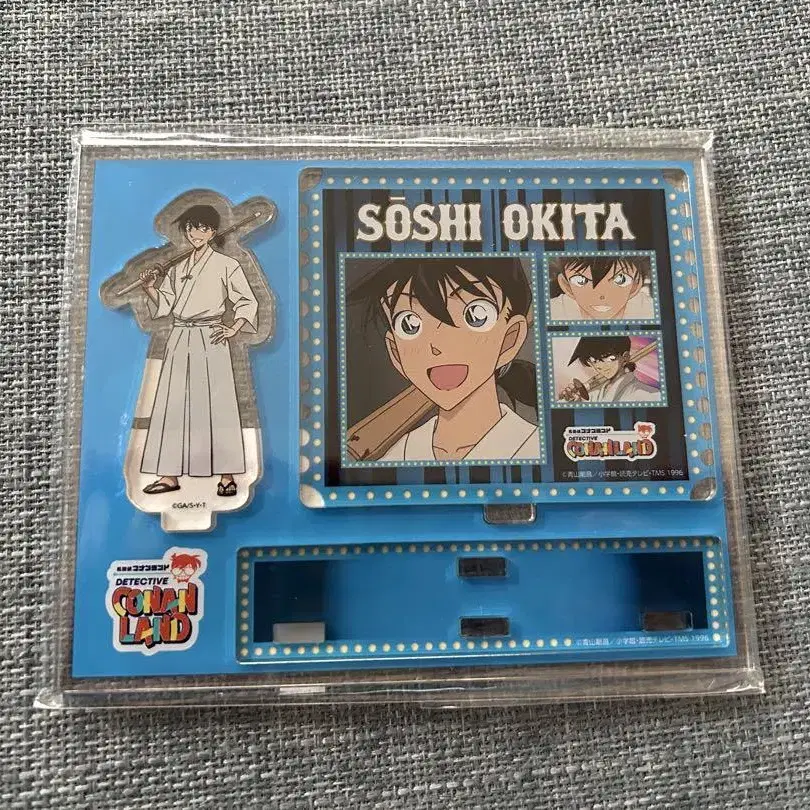 SŌSHI OKITA
名探偵コナンランド
DETECTIVE
CONAN LAND
©青山剛昌／小学館・読売テレビ・TMS 1996
©GA/S・Y・T
名探偵コナンランド
DETECTIVE
CONAN
LAND
©青山剛昌／小学館・読売テレビ・TMS 1996